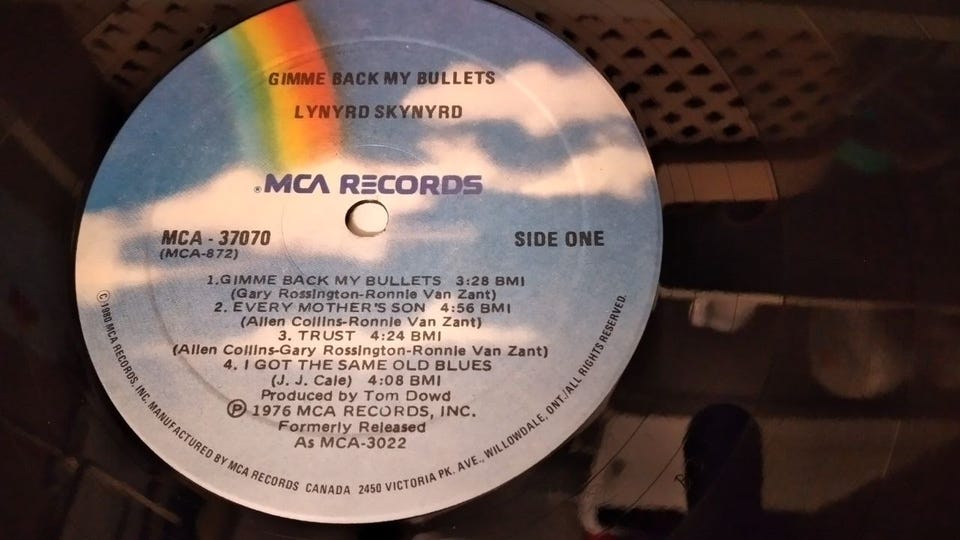 GIMME BACK MY BULLETS
LYNYRD SKYNYRD
®MCA RECORDS
MCA - 37070
(MCA-872)
SIDE ONE
1.GIMME BACK MY BULLETS 3:28 BMI
(Gary Rossington-Ronnie Van Zant)
2. EVERY MOTHER'S SON 4:56 BMI
(Allen Collins-Ronnie Van Zant)
3. TRUST 4:24 BMI
(Allen Collins-Gary Rossington-Ronnie Van Zant)
4. I GOT THE SAME OLD BLUES
(J. J. Cale) 4:08 BMI
Produced by Tom Dowd
℗ 1976 MCA RECORDS, INC.
Formerly Released
As MCA-3022
©1980 MCA RECORDS, INC. MANUFACTURED BY MCA RECORDS CANADA 2450 VICTORIA PK. AVE., WILLOWDALE, ONT./ALL RIGHTS RESERVED.